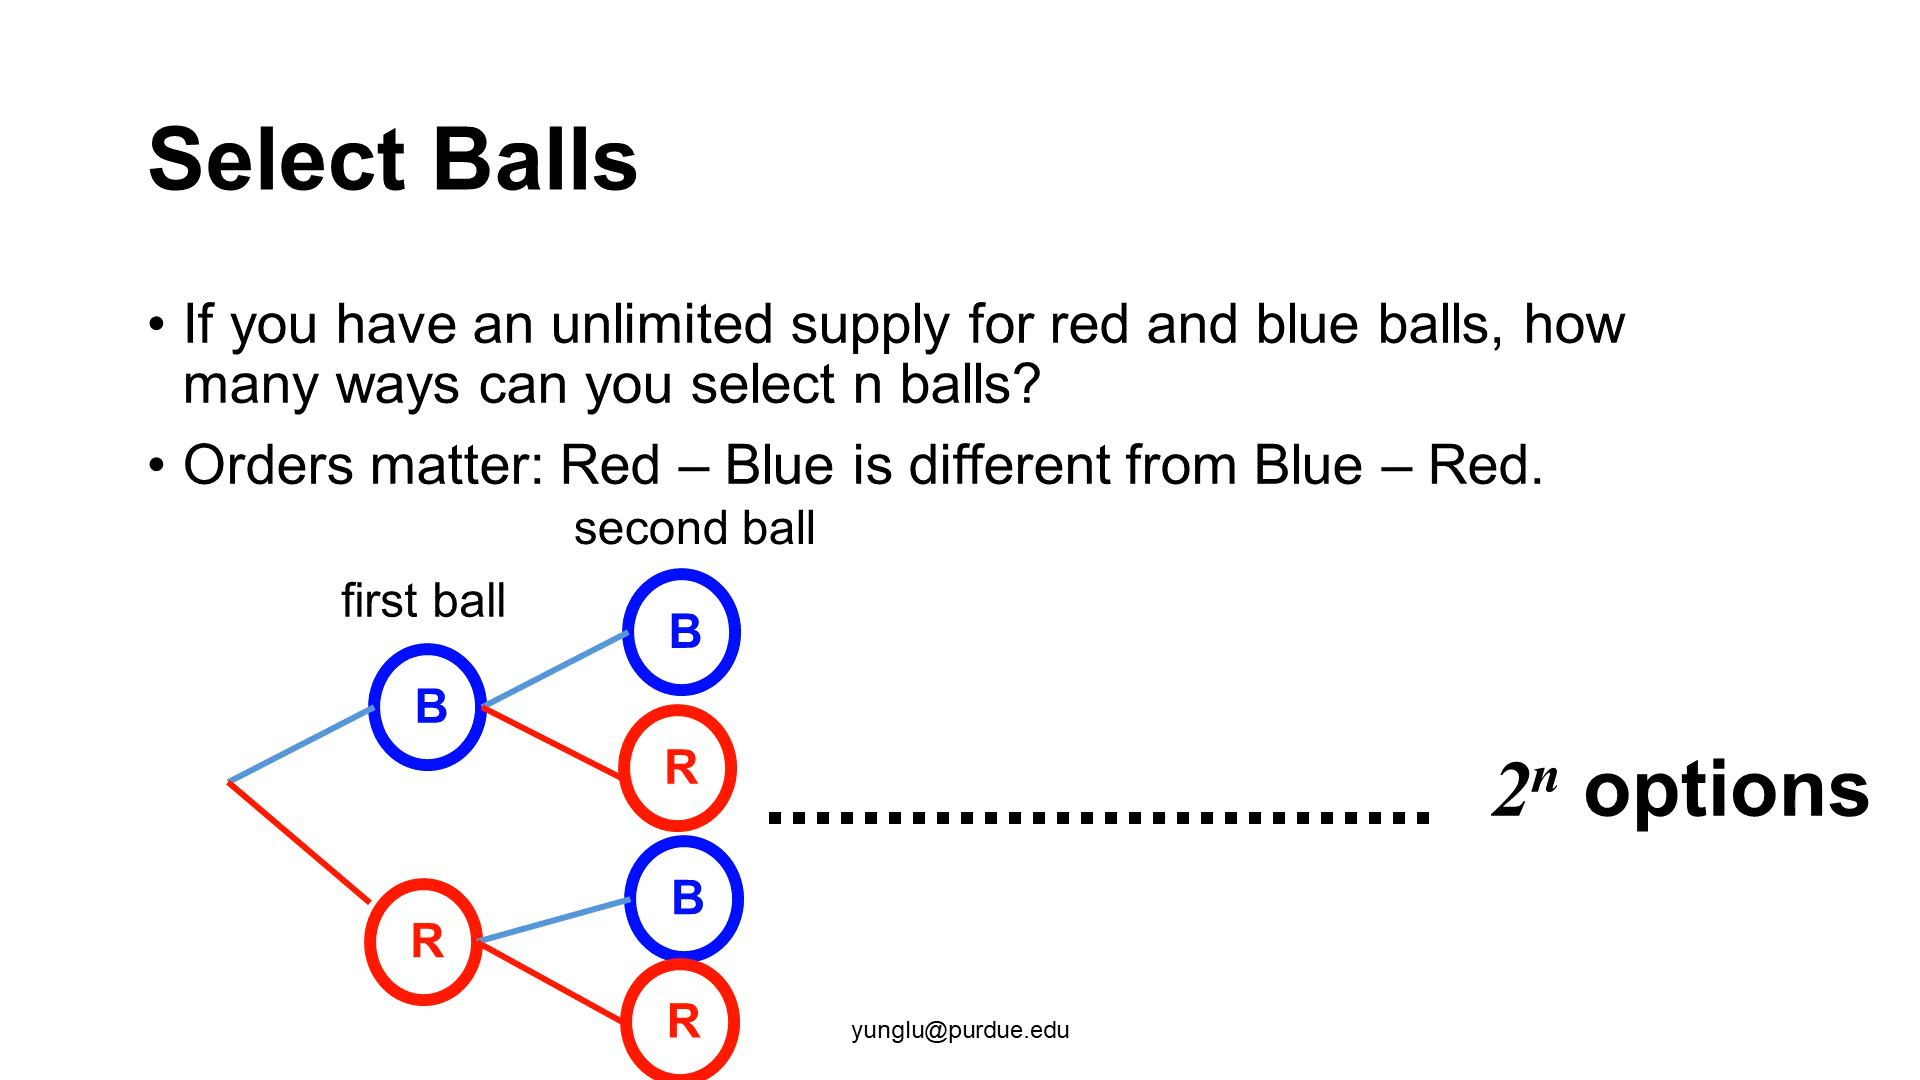 Select Balls
• If you have an unlimited supply for red and blue balls, how
many ways can you select n balls?
• Orders matter: Red – Blue is different from Blue – Red.
second ball
first ball
B
B
R
2ⁿ options
B
R
R
yunglu@purdue.edu